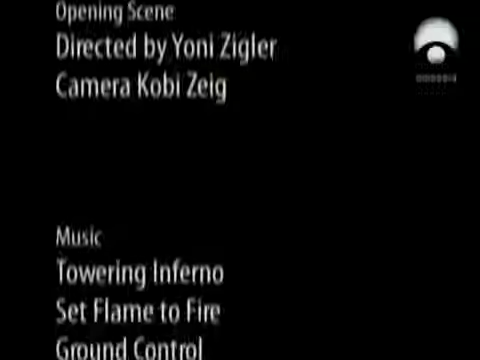 Opening Scene
Directed by Yoni Zigler
Camera Kobi Zeig
Music
Towering Inferno
Set Flame to Fire
Ground Control